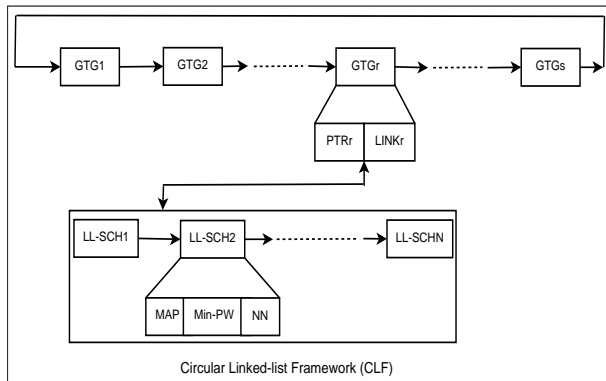 GTG1 GTG2 GTGr GTGs
PTRr LINKr
LL-SCH1 LL-SCH2 LL-SCHN
MAP Min-PW NN
Circular Linked-list Framework (CLF)